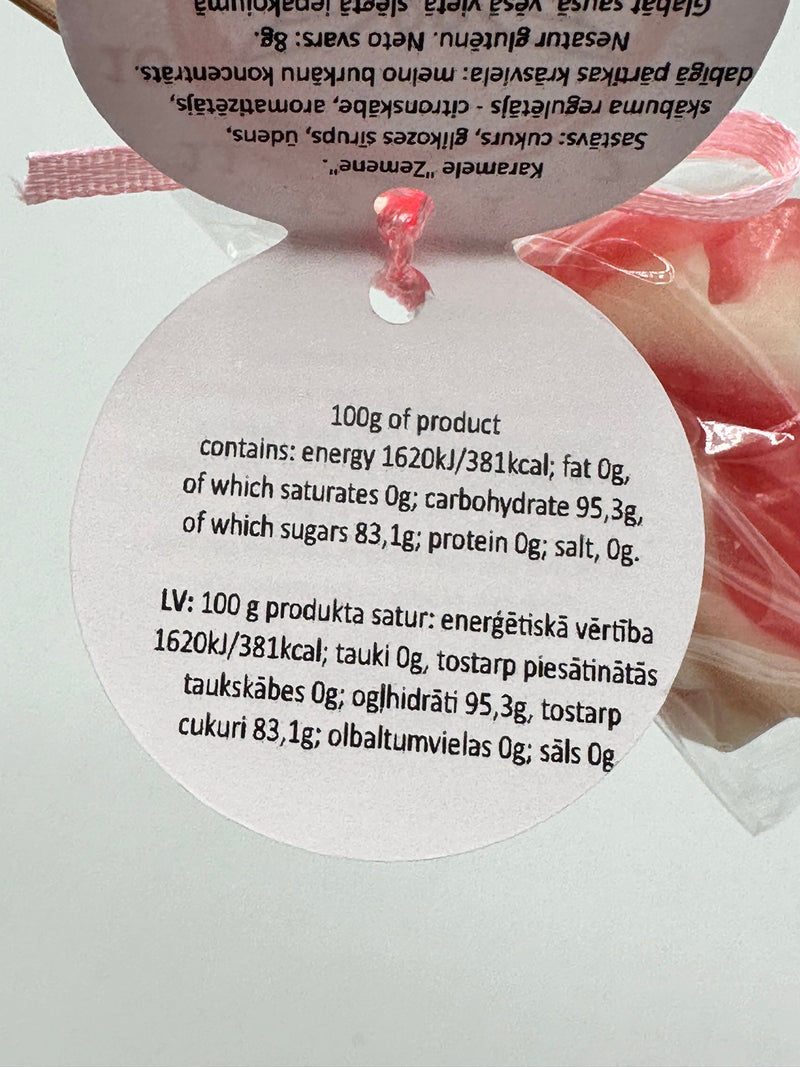 Karamele "Zemene".
Sastāvs: cukurs, glikozes sīrups, ūdens,
skābuma regulētājs - citronskābe, aromatizētājs,
dabīgā pārtikas krāsviela: melno burkānu koncentrāts.
Nesatur glutēnu. Neto svars: 8g.
Glabāt sausā, vēsā vietā, slēgtā iepakojumā
100g of product
contains: energy 1620kJ/381kcal; fat 0g,
of which saturates 0g; carbohydrate 95,3g,
of which sugars 83,1g; protein 0g; salt, 0g.
LV: 100 g produkta satur: enerģētiskā vērtība
1620kJ/381kcal; tauki 0g, tostarp piesātinātās
taukskābes 0g; ogļhidrāti 95,3g, tostarp
cukuri 83,1g; olbaltumvielas 0g; sāls 0g